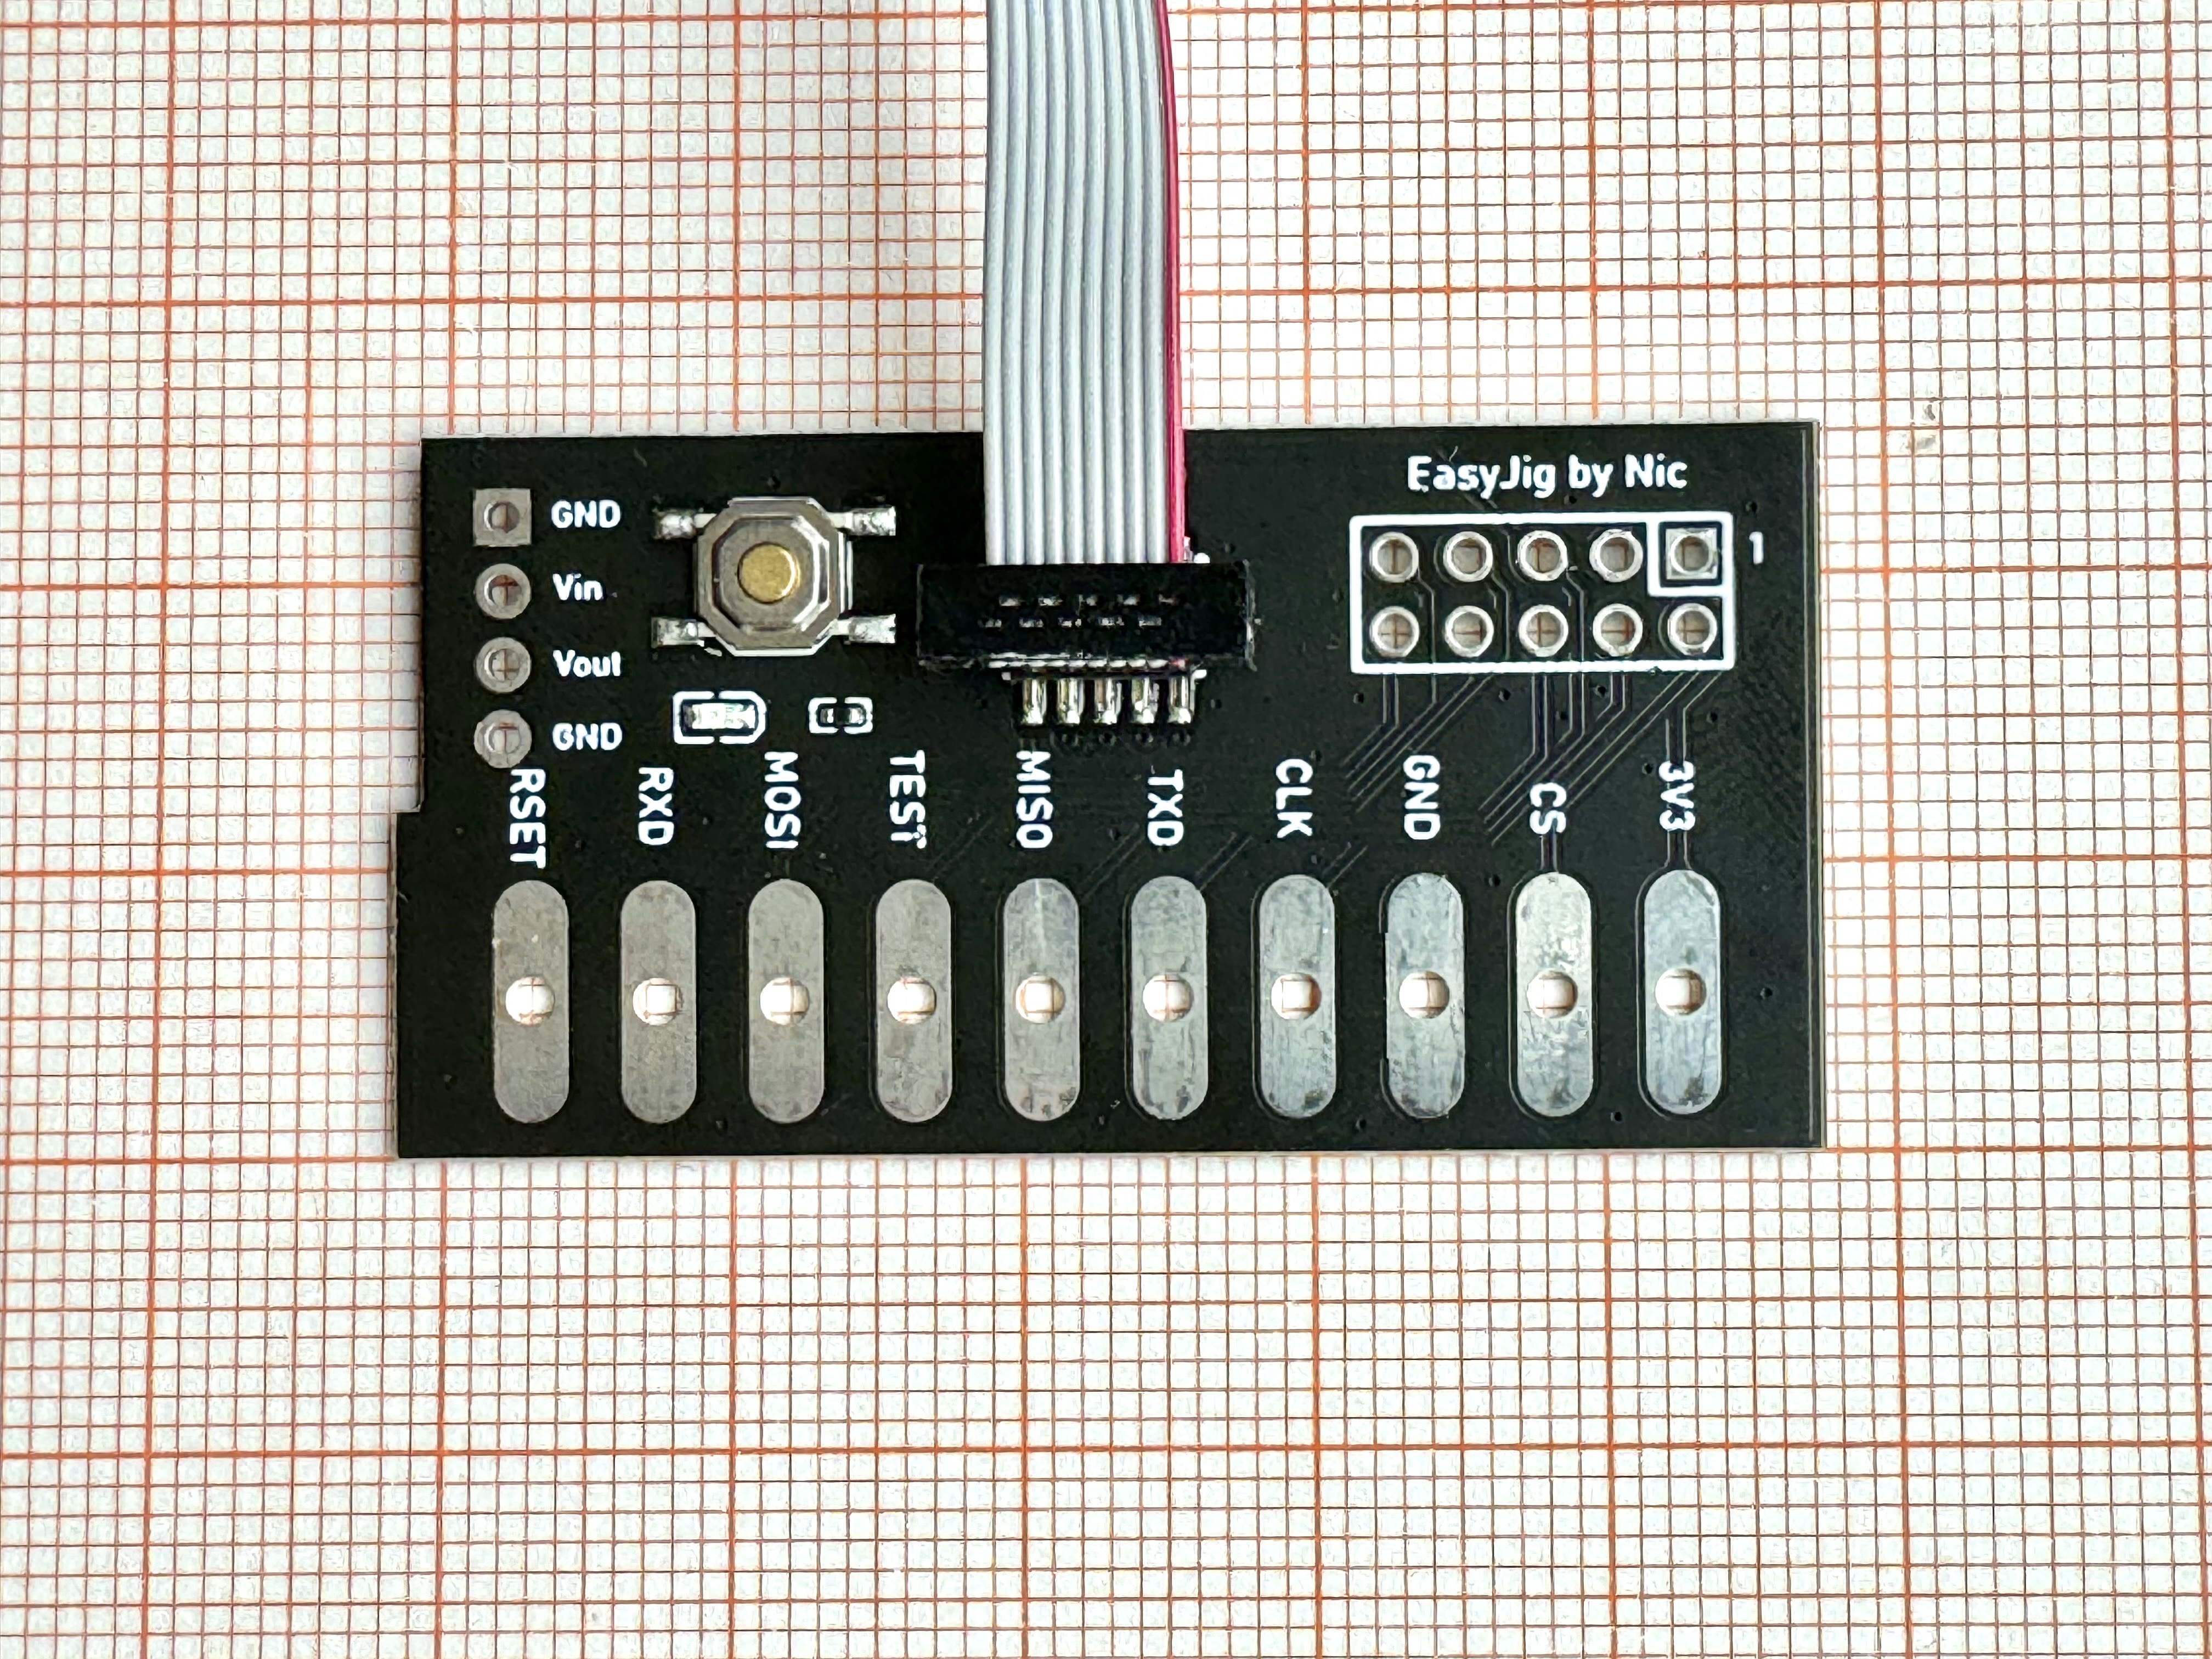 EasyJig by Nic
GND
1
Vin
Vout
GND
RSET
RXD
MOSI
TEST
MISO
TXD
CLK
GND
CS
3V3